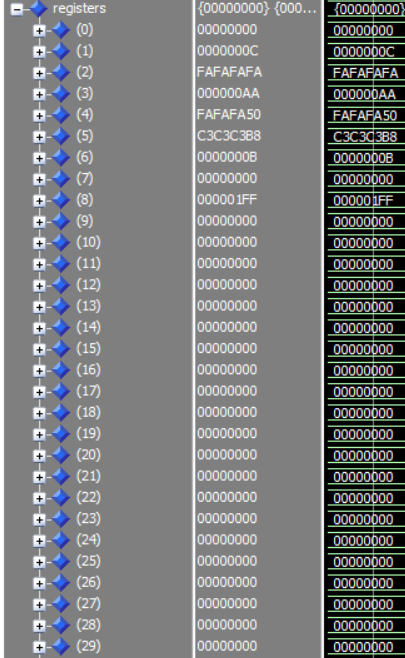 registers {00000000} {000... {00000000}
(0) 00000000 00000000
(1) 0000000C 0000000C
(2) FAFAFAFA FAFAFAFA
(3) 000000AA 000000AA
(4) FAFAFA50 FAFAFA50
(5) C3C3C3B8 C3C3C3B8
(6) 0000000B 0000000B
(7) 00000000 00000000
(8) 000001FF 000001FF
(9) 00000000 00000000
(10) 00000000 00000000
(11) 00000000 00000000
(12) 00000000 00000000
(13) 00000000 00000000
(14) 00000000 00000000
(15) 00000000 00000000
(16) 00000000 00000000
(17) 00000000 00000000
(18) 00000000 00000000
(19) 00000000 00000000
(20) 00000000 00000000
(21) 00000000 00000000
(22) 00000000 00000000
(23) 00000000 00000000
(24) 00000000 00000000
(25) 00000000 00000000
(26) 00000000 00000000
(27) 00000000 00000000
(28) 00000000 00000000
(29) 00000000 00000000